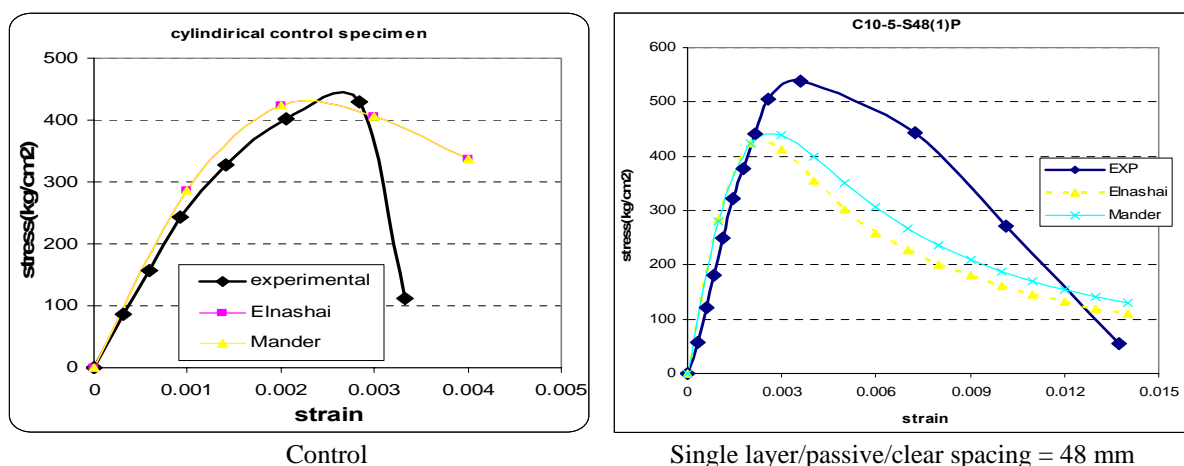 cylindirical control specimen
stress(kg/cm2)
500
400
300
200
100
0
experimental
Elnashai
Mander
0 0.001 0.002 0.003 0.004 0.005
strain
Control
C10-5-S48(1)P
stress(kg/cm2)
600
500
400
300
200
100
0
EXP
Elnashai
Mander
0 0.003 0.006 0.009 0.012 0.015
strain
Single layer/passive/clear spacing = 48 mm